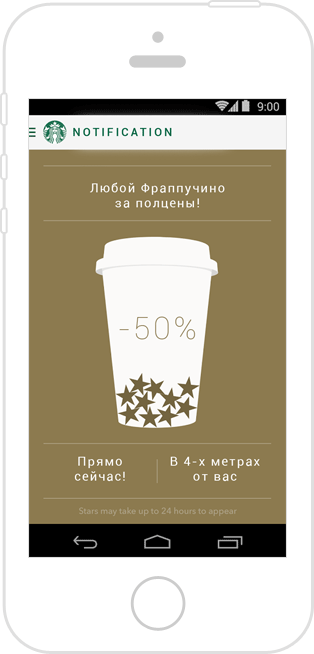 9:00
NOTIFICATION
Любой Фраппучино
за полцены!
-50%
Прямо
сейчас!
В 4-х метрах
от вас
Stars may take up to 24 hours to appear